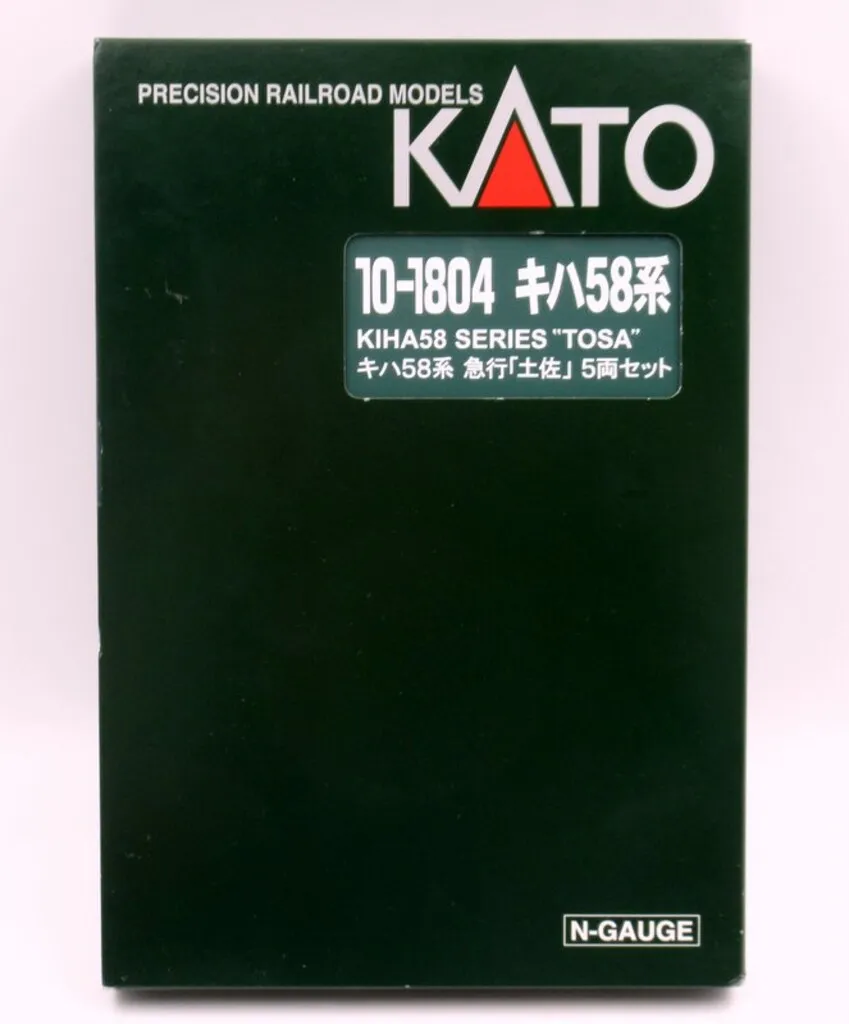 PRECISION RAILROAD MODELS
KATO
10-1804 キハ58系
KIHA58 SERIES "TOSA"
キハ58系 急行「土佐」 5両セット
N-GAUGE